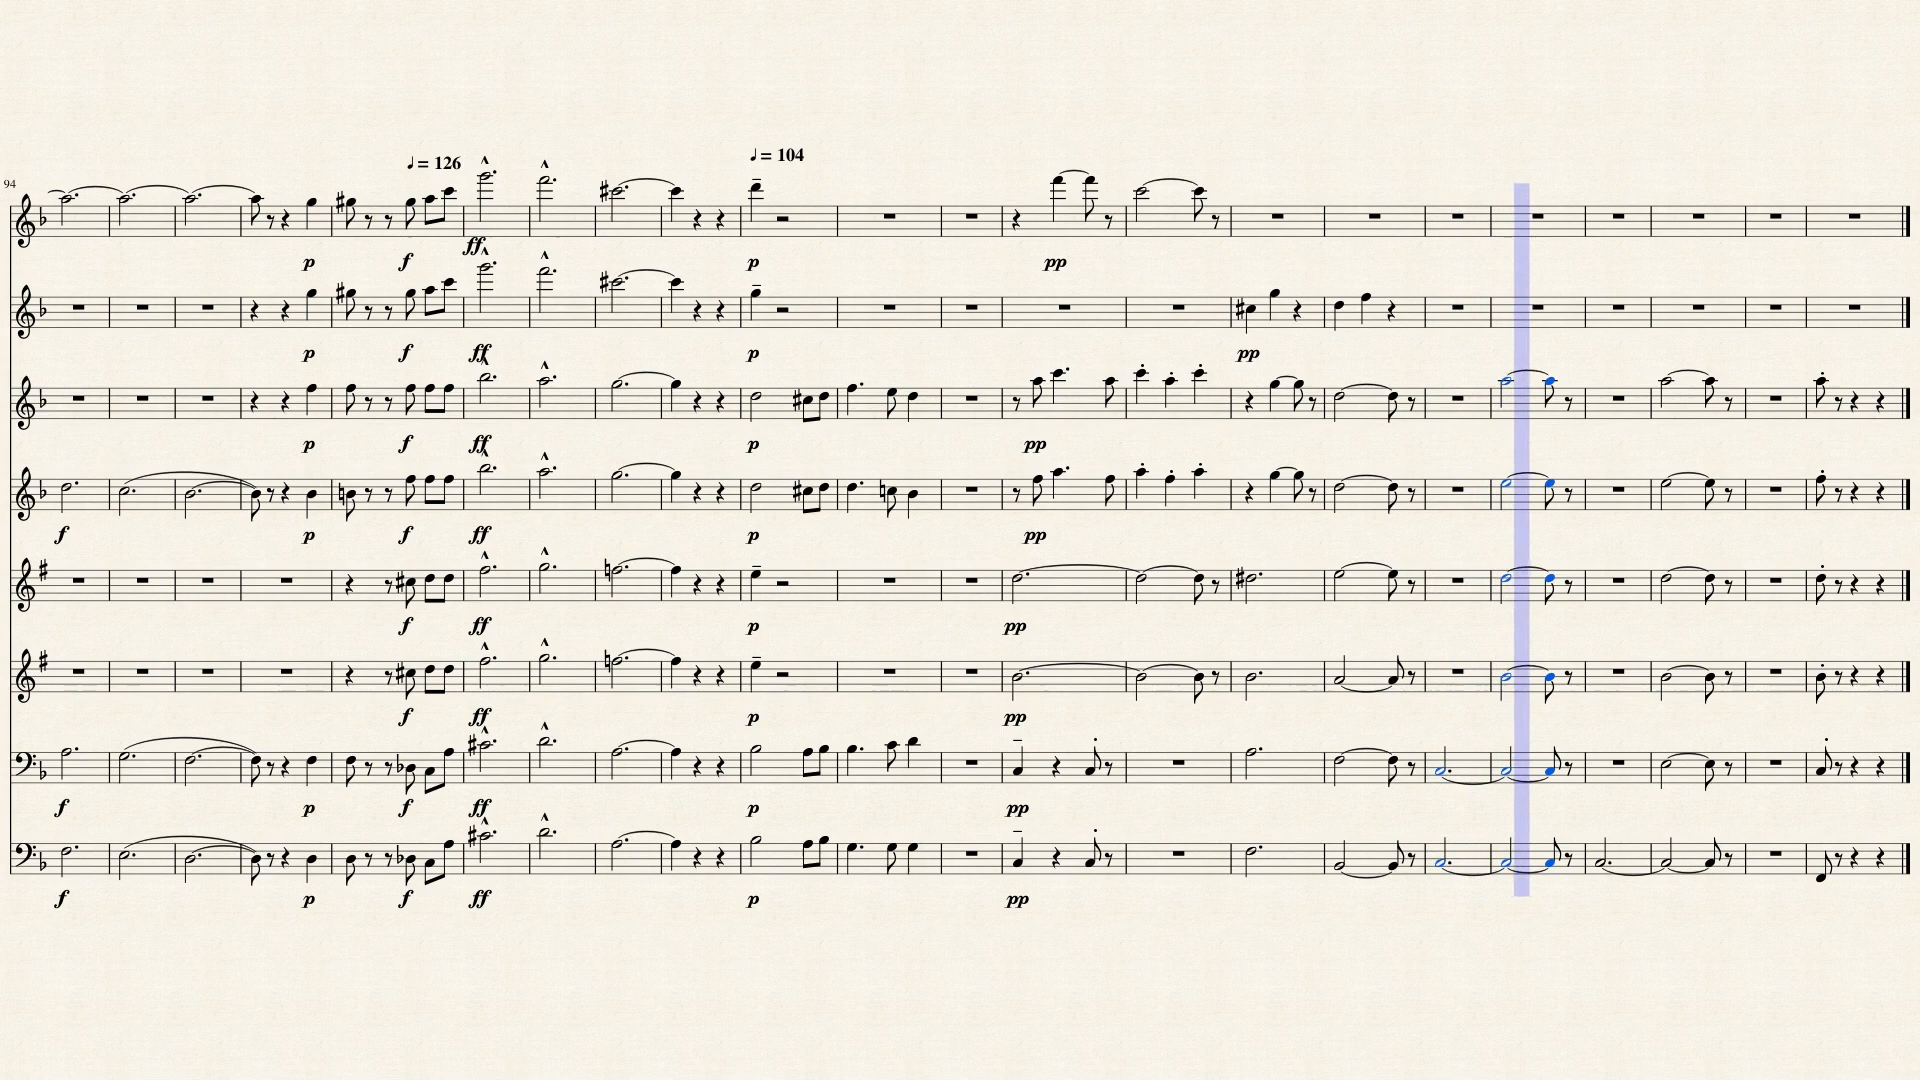 ♩= 126
♩= 104
94
ff
p f p pp
p f ff p pp
p f ff p pp
f p f ff p pp
f ff p pp
f ff p pp
f p f ff p pp
f p f ff p pp